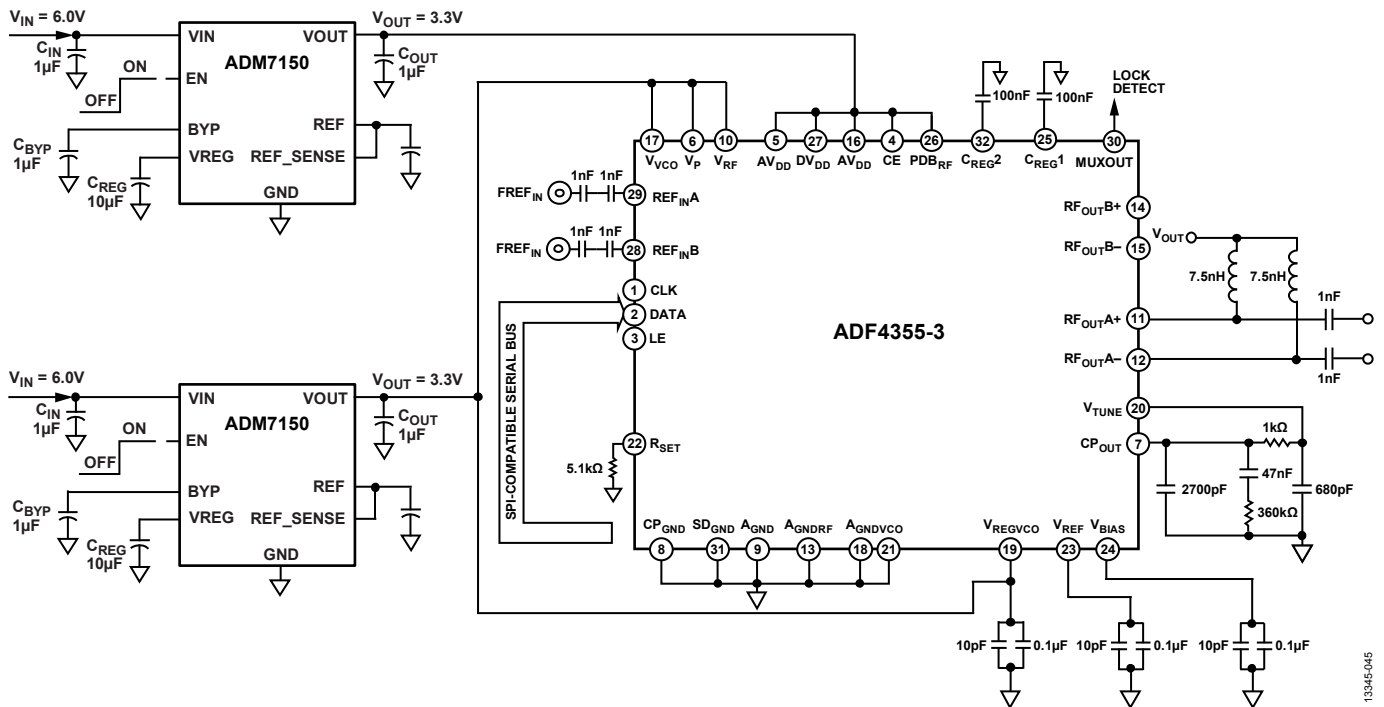 VIN = 6.0V
VOUT = 3.3V
CIN
1µF
VIN
VOUT
ADM7150
COUT
1µF
ON
EN
OFF
BYP
REF
CBYP
1µF
VREG
REF_SENSE
CREG
10µF
GND
VIN = 6.0V
VOUT = 3.3V
CIN
1µF
VIN
VOUT
ADM7150
COUT
1µF
ON
EN
OFF
BYP
REF
CBYP
1µF
VREG
REF_SENSE
CREG
10µF
GND
100nF
100nF
LOCK
DETECT
17 6 10 5 27 16 4 26 32 25 30
VVCO VP VRF AVDD DVDD AVDD CE PDBRF CREG2 CREG1 MUXOUT
FREFIN 1nF 1nF 29 REFINA
FREFIN 1nF 1nF 28 REFINB
1 CLK
2 DATA
3 LE
SPI-COMPATIBLE SERIAL BUS
22 RSET
5.1kΩ
ADF4355-3
RFOUTB+ 14
RFOUTB– 15
VOUT
7.5nH 7.5nH
RFOUTA+ 11
1nF
RFOUTA– 12
1nF
VTUNE 20
CPOUT 7
1kΩ
47nF
2700pF
680pF
360kΩ
CPGND SDGND AGND AGNDRF AGNDVCO VREGVCO VREF VBIAS
8 31 9 13 18 21 19 23 24
10pF 0.1µF 10pF 0.1µF 10pF 0.1µF
13345-045